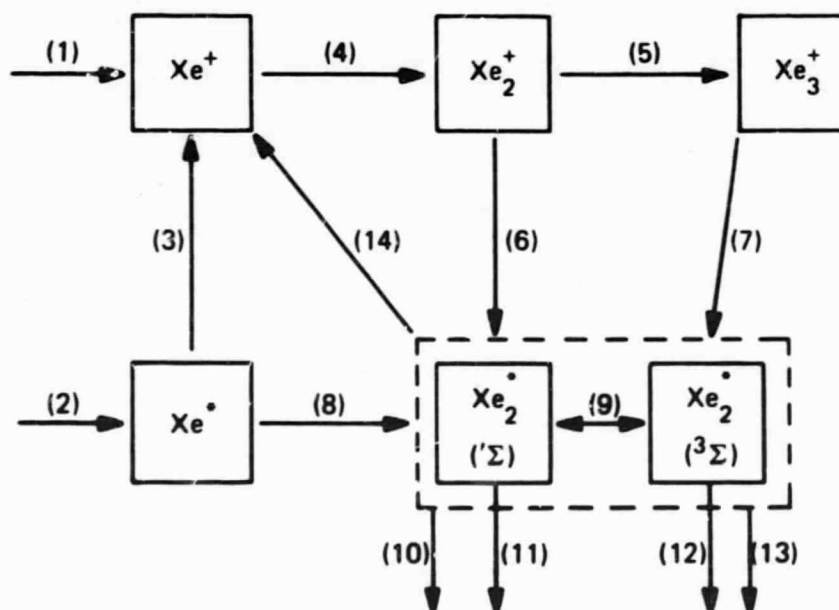 (1)
Xe⁺
(4)
Xe₂⁺
(5)
Xe₃⁺
(3)
(14)
(6)
(7)
(2)
Xe•
(8)
Xe₂•
('Σ)
(9)
Xe₂•
(³Σ)
(10)
(11)
(12)
(13)